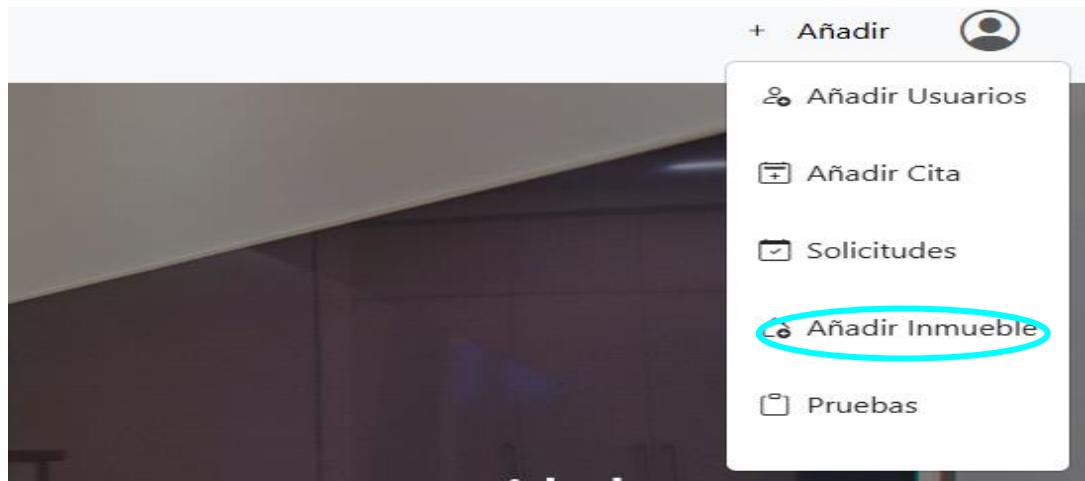 + Añadir
Añadir Usuarios
Añadir Cita
Solicitudes
Añadir Inmueble
Pruebas